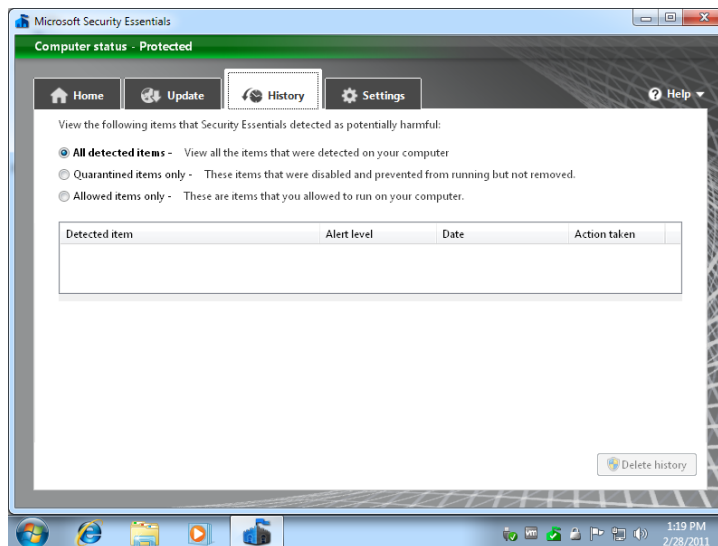 Microsoft Security Essentials
Computer status - Protected
Home
Update
History
Settings
Help
View the following items that Security Essentials detected as potentially harmful:
All detected items - View all the items that were detected on your computer
Quarantined items only - These items that were disabled and prevented from running but not removed.
Allowed items only - These are items that you allowed to run on your computer.
Detected item Alert level Date Action taken
Delete history
1:19 PM
2/28/2011